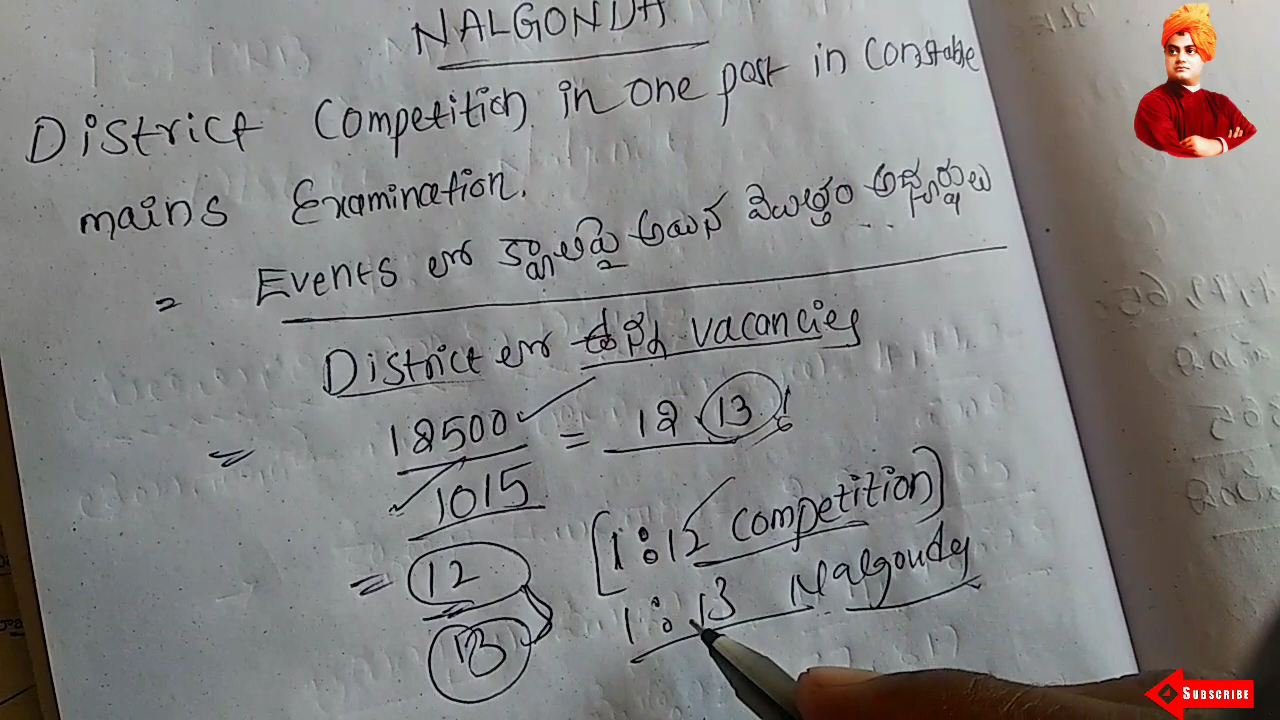 NALGONDA
District Competition in one post in Constable
mains Examination.
= Events లో క్వాలిఫై అయిన మొత్తం అభ్యర్థులు
District లో ఉన్న vacancies
= 12500 = 12.13
1015
= 12 [1:12 competition]
13 1:13 Nalgonda
SUBSCRIBE